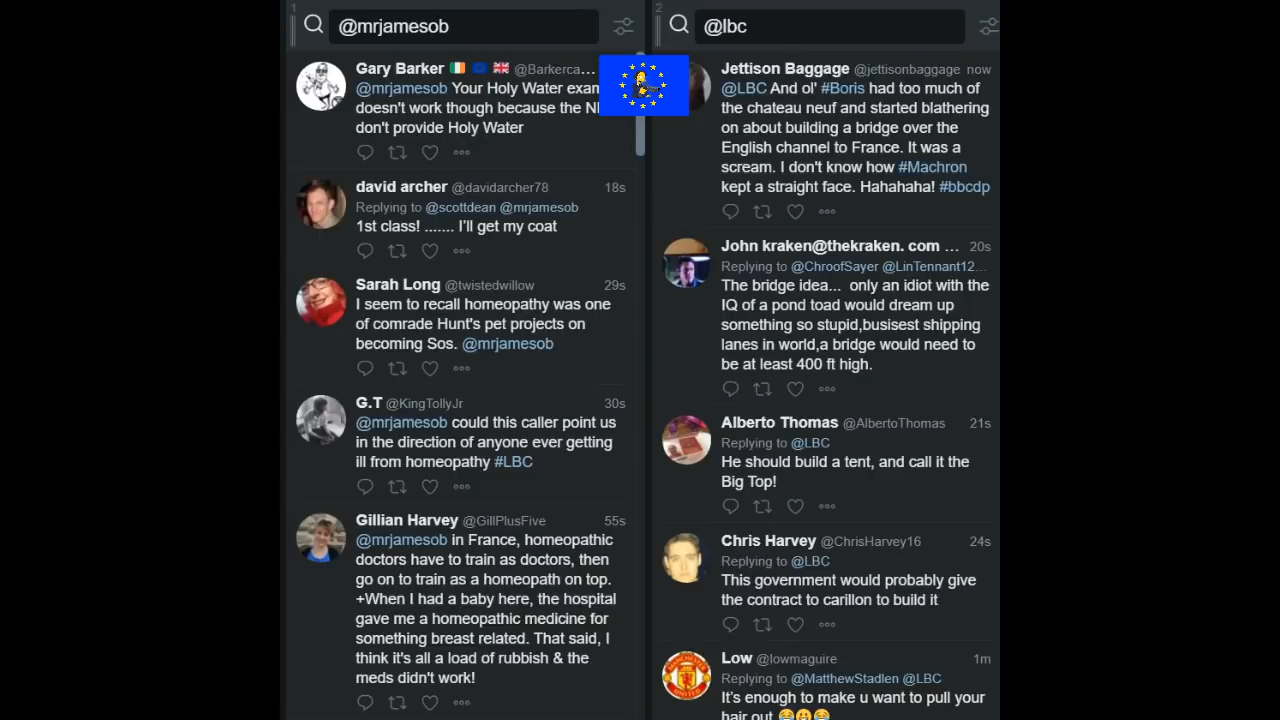 1
@mrjamesob
Gary Barker @Barkerca...
@mrjamesob Your Holy Water exam
doesn't work though because the N
don't provide Holy Water
david archer @davidarcher78 18s
Replying to @scottdean @mrjamesob
1st class! ....... I'll get my coat
Sarah Long @twistedwillow 29s
I seem to recall homeopathy was one
of comrade Hunt's pet projects on
becoming Sos. @mrjamesob
G.T @KingTollyJr 30s
@mrjamesob could this caller point us
in the direction of anyone ever getting
ill from homeopathy #LBC
Gillian Harvey @GillPlusFive 55s
@mrjamesob in France, homeopathic
doctors have to train as doctors, then
go on to train as a homeopath on top.
+When I had a baby here, the hospital
gave me a homeopathic medicine for
something breast related. That said, I
think it's all a load of rubbish & the
meds didn't work!
2
@lbc
Jettison Baggage @jettisonbaggage now
@LBC And ol' #Boris had too much of
the chateau neuf and started blathering
on about building a bridge over the
English channel to France. It was a
scream. I don't know how #Machron
kept a straight face. Hahahaha! #bbcdp
John kraken@thekraken. com ... 20s
Replying to @ChroofSayer @LinTennant12...
The bridge idea... only an idiot with the
IQ of a pond toad would dream up
something so stupid,busisest shipping
lanes in world,a bridge would need to
be at least 400 ft high.
Alberto Thomas @AlbertoThomas 21s
Replying to @LBC
He should build a tent, and call it the
Big Top!
Chris Harvey @ChrisHarvey16 24s
Replying to @LBC
This government would probably give
the contract to carillon to build it
Low @lowmaguire 1m
Replying to @MatthewStadlen @LBC
It's enough to make u want to pull your
hair out 😂🤐😂